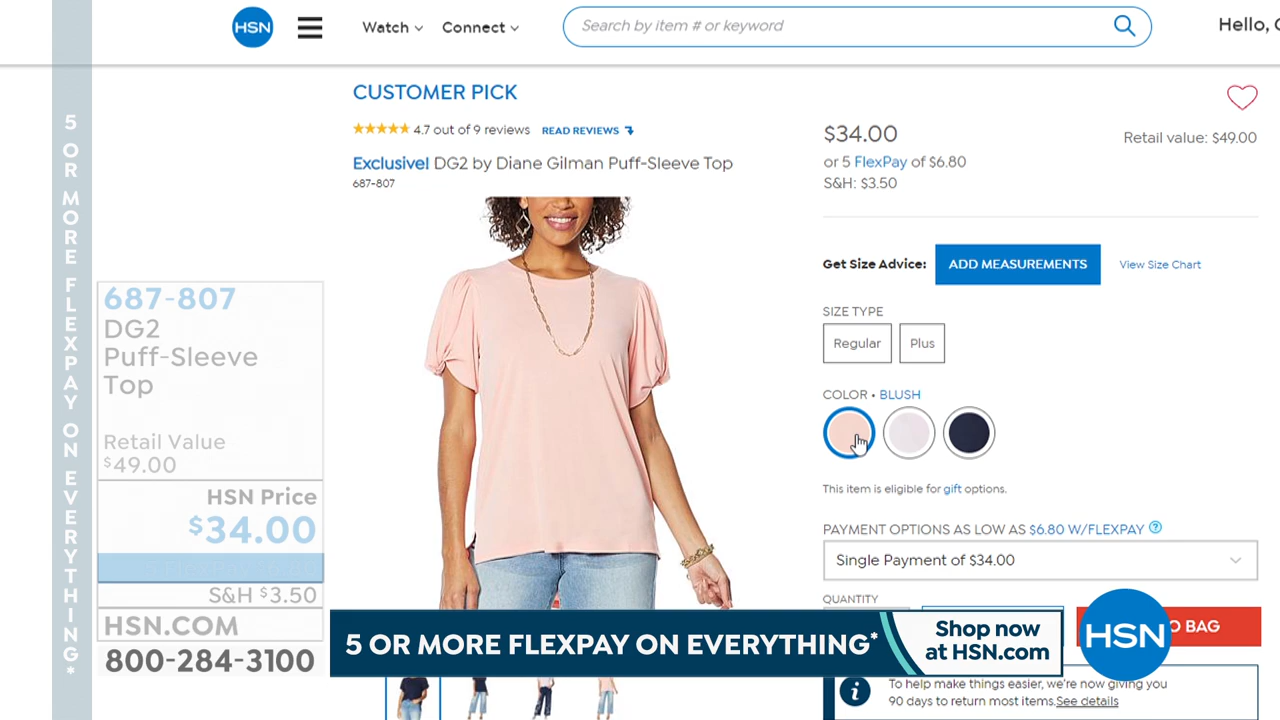 HSN
Watch
Connect
Search by item # or keyword
Hello,
5 OR MORE FLEXPAY ON EVERYTHING*
CUSTOMER PICK
4.7 out of 9 reviews READ REVIEWS
Exclusive! DG2 by Diane Gilman Puff-Sleeve Top
687-807
$34.00
Retail value: $49.00
or 5 FlexPay of $6.80
S&H: $3.50
Get Size Advice: ADD MEASUREMENTS View Size Chart
SIZE TYPE
Regular Plus
COLOR • BLUSH
This item is eligible for gift options.
PAYMENT OPTIONS AS LOW AS $6.80 W/FLEXPAY ?
Single Payment of $34.00
QUANTITY
O BAG
687-807
DG2
Puff-Sleeve
Top
Retail Value
$49.00
HSN Price
$34.00
S&H $3.50
HSN.COM
800-284-3100
5 OR MORE FLEXPAY ON EVERYTHING*
Shop now
at HSN.com
HSN
To help make things easier, we're now giving you
90 days to return most items.See details